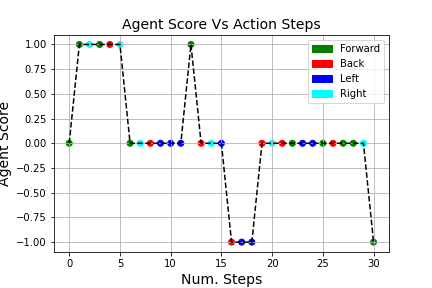 Agent Score Vs Action Steps
Agent Score
1.00
0.75
0.50
0.25
0.00
−0.25
−0.50
−0.75
−1.00
Forward
Back
Left
Right
0 5 10 15 20 25 30
Num. Steps